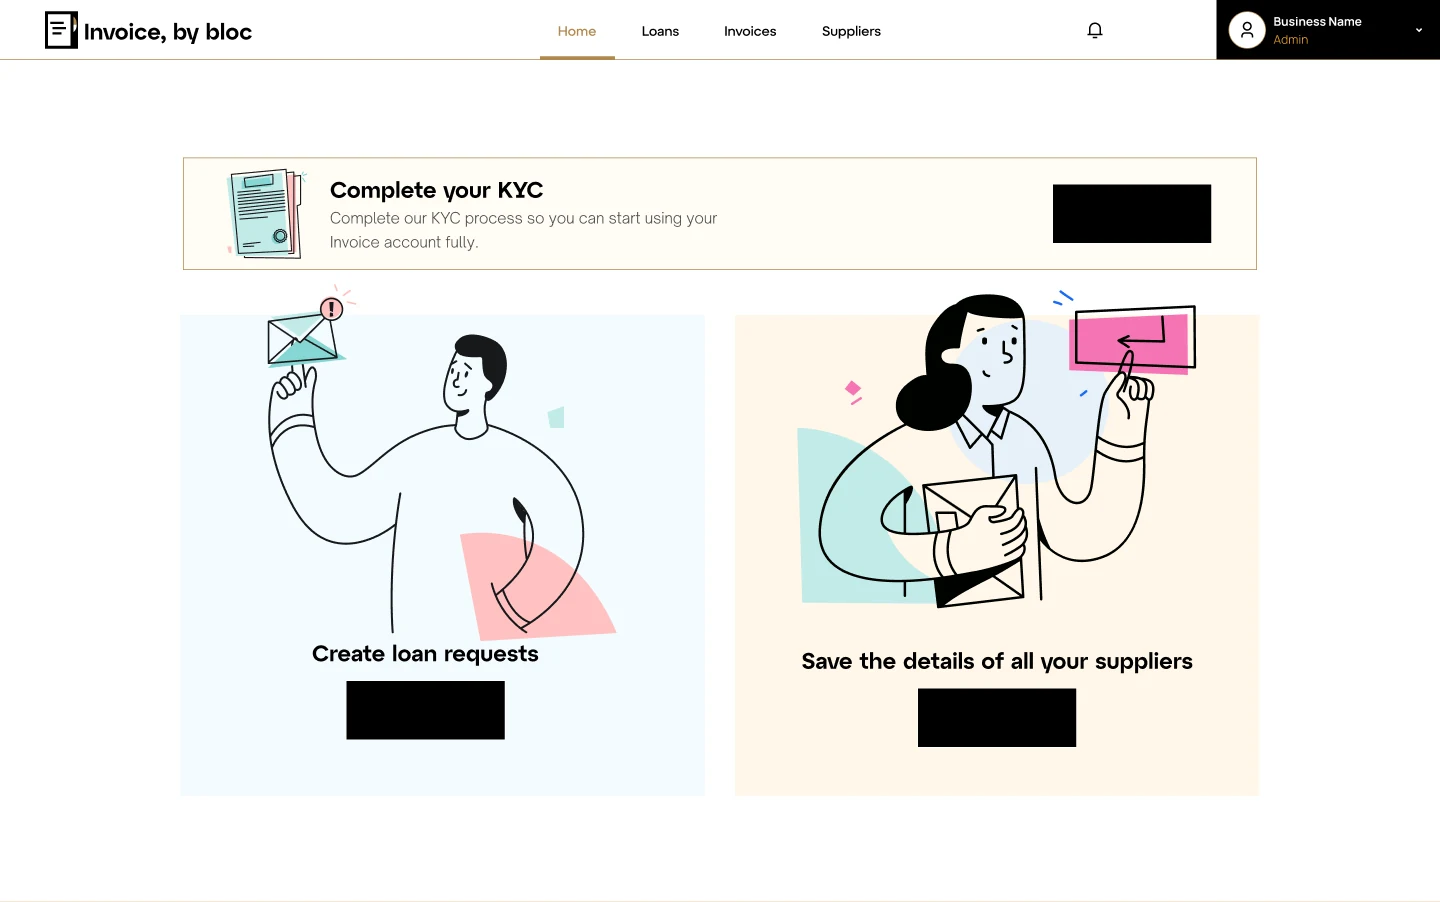 Invoice, by bloc
Home
Loans
Invoices
Suppliers
Business Name
Admin
Complete your KYC
Complete our KYC process so you can start using your
Invoice account fully.
!
Create loan requests
Save the details of all your suppliers